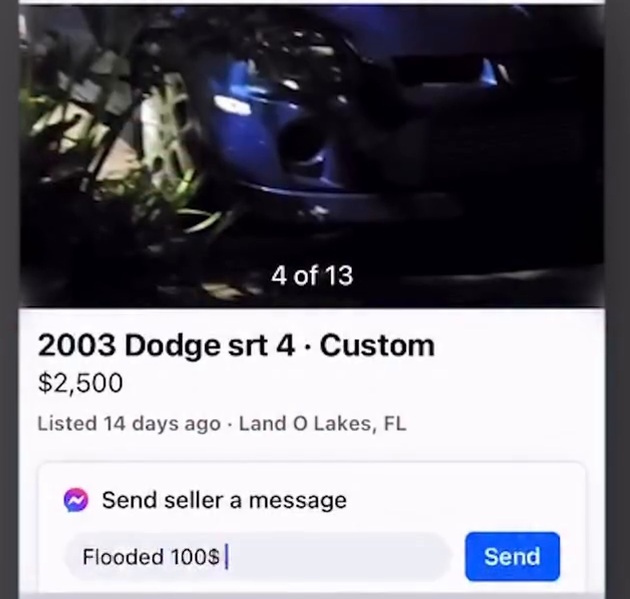 4 of 13
2003 Dodge srt 4 · Custom
$2,500
Listed 14 days ago · Land O Lakes, FL
Send seller a message
Flooded 100$
Send